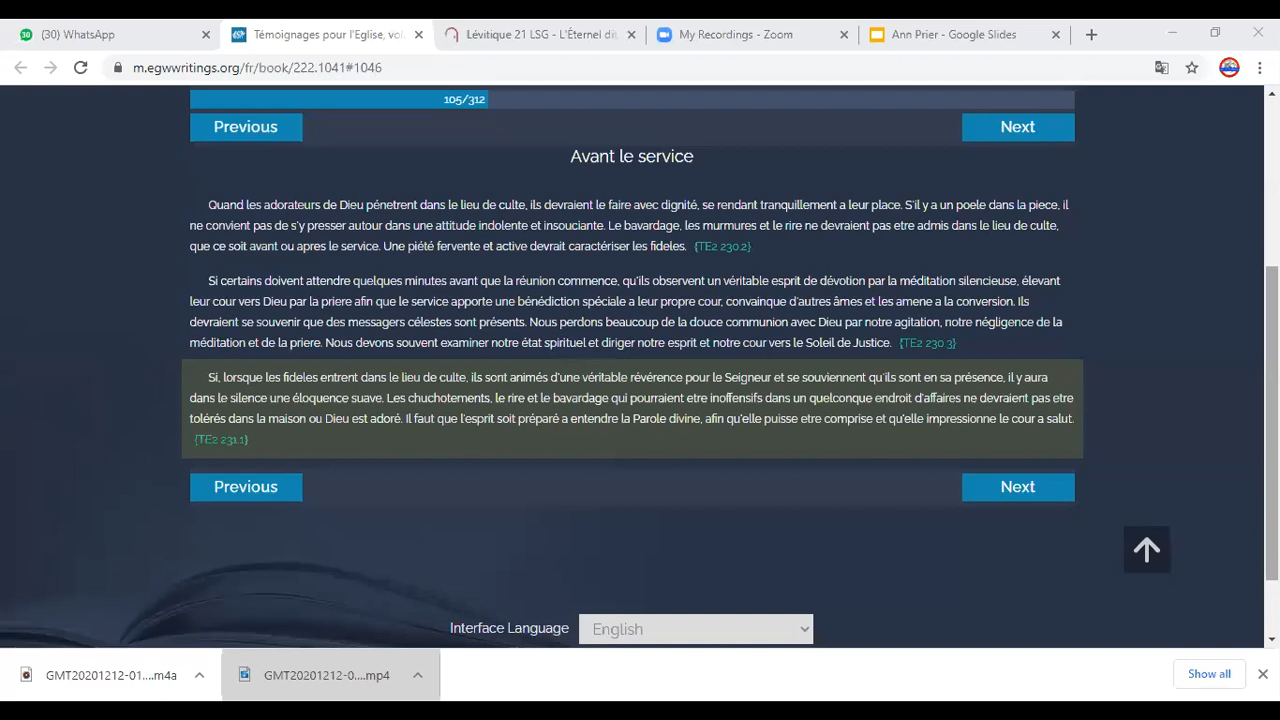 (30) WhatsApp
Témoignages pour l'Eglise, vol
Lévitique 21 LSG - L'Éternel di
My Recordings - Zoom
Ann Prier - Google Slides
m.egwwritings.org/fr/book/222.1041#1046
105/312
Previous
Next
Avant le service
Quand les adorateurs de Dieu pénetrent dans le lieu de culte, ils devraient le faire avec dignité, se rendant tranquillement a leur place. S'il y a un poele dans la piece, il
ne convient pas de s'y presser autour dans une attitude indolente et insouciante. Le bavardage, les murmures et le rire ne devraient pas etre admis dans le lieu de culte,
que ce soit avant ou apres le service. Une piété fervente et active devrait caractériser les fideles. {TE2 230.2}
Si certains doivent attendre quelques minutes avant que la réunion commence, qu'ils observent un véritable esprit de dévotion par la méditation silencieuse, élevant
leur cour vers Dieu par la priere afin que le service apporte une bénédiction spéciale a leur propre cour, convainque d'autres âmes et les amene a la conversion. Ils
devraient se souvenir que des messagers célestes sont présents. Nous perdons beaucoup de la douce communion avec Dieu par notre agitation, notre négligence de la
méditation et de la priere. Nous devons souvent examiner notre état spirituel et diriger notre esprit et notre cour vers le Soleil de Justice. {TE2 230.3}
Si, lorsque les fideles entrent dans le lieu de culte, ils sont animés d'une véritable révérence pour le Seigneur et se souviennent qu'ils sont en sa présence, il y aura
dans le silence une éloquence suave. Les chuchotements, le rire et le bavardage qui pourraient etre inoffensifs dans un quelconque endroit d'affaires ne devraient pas etre
tolérés dans la maison ou Dieu est adoré. Il faut que l'esprit soit préparé a entendre la Parole divine, afin qu'elle puisse etre comprise et qu'elle impressionne le cour a salut.
{TE2 231.1}
Previous
Next
Interface Language
English
GMT20201212-01....m4a
GMT20201212-0....mp4
Show all